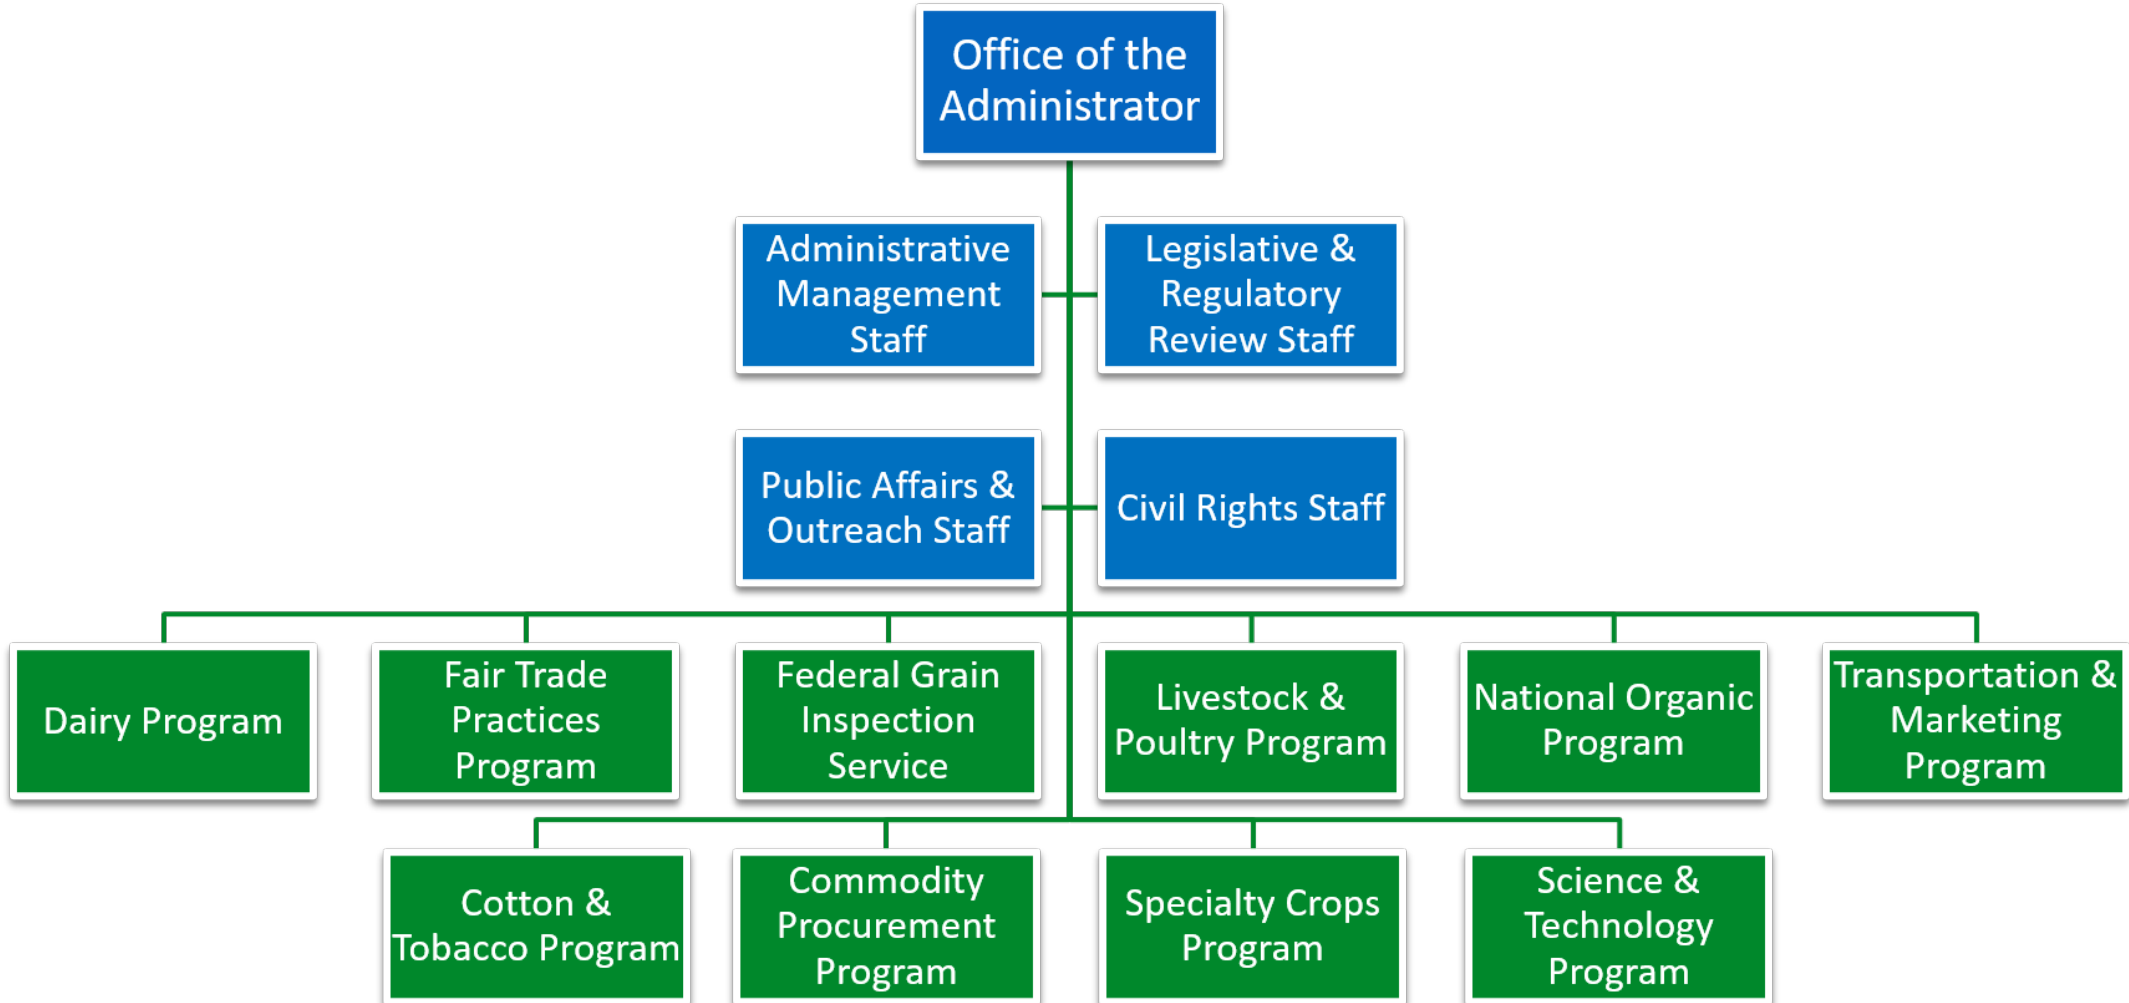 Office of the
Administrator
Administrative
Management
Staff
Legislative &
Regulatory
Review Staff
Public Affairs &
Outreach Staff
Civil Rights Staff
Dairy Program
Fair Trade
Practices
Program
Federal Grain
Inspection
Service
Livestock &
Poultry Program
National Organic
Program
Transportation &
Marketing
Program
Cotton &
Tobacco Program
Commodity
Procurement
Program
Specialty Crops
Program
Science &
Technology
Program